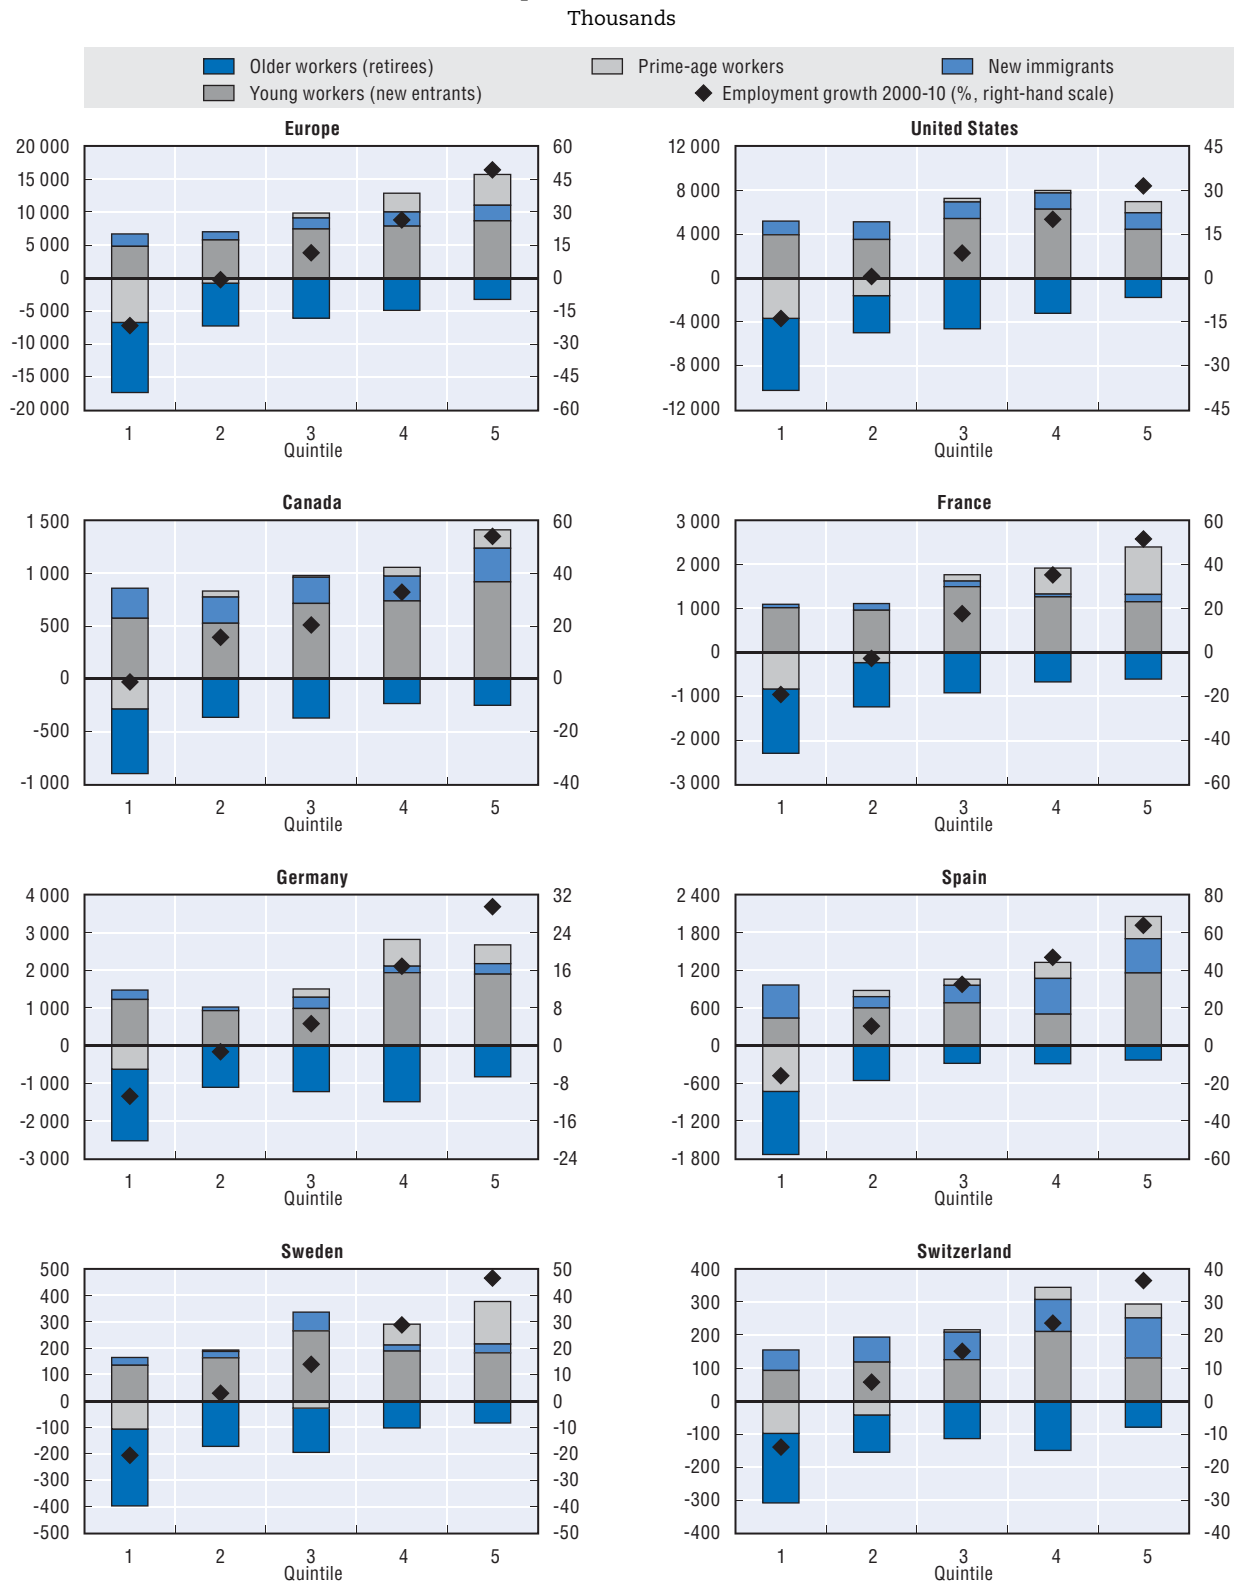 Thousands
Older workers (retirees) Prime-age workers New immigrants
Young workers (new entrants) Employment growth 2000-10 (%, right-hand scale)
Europe
20 000 60
15 000 45
10 000 30
5 000 15
0 0
-5 000 -15
-10 000 -30
-15 000 -45
-20 000 -60
1 2 3 4 5
Quintile
United States
12 000 45
8 000 30
4 000 15
0 0
-4 000 -15
-8 000 -30
-12 000 -45
1 2 3 4 5
Quintile
Canada
1 500 60
1 000 40
500 20
0 0
-500 -20
-1 000 -40
1 2 3 4 5
Quintile
France
3 000 60
2 000 40
1 000 20
0 0
-1 000 -20
-2 000 -40
-3 000 -60
1 2 3 4 5
Quintile
Germany
4 000 32
3 000 24
2 000 16
1 000 8
0 0
-1 000 -8
-2 000 -16
-3 000 -24
1 2 3 4 5
Quintile
Spain
2 400 80
1 800 60
1 200 40
600 20
0 0
-600 -20
-1 200 -40
-1 800 -60
1 2 3 4 5
Quintile
Sweden
500 50
400 40
300 30
200 20
100 10
0 0
-100 -10
-200 -20
-300 -30
-400 -40
-500 -50
1 2 3 4 5
Quintile
Switzerland
400 40
300 30
200 20
100 10
0 0
-100 -10
-200 -20
-300 -30
-400 -40
1 2 3 4 5
Quintile